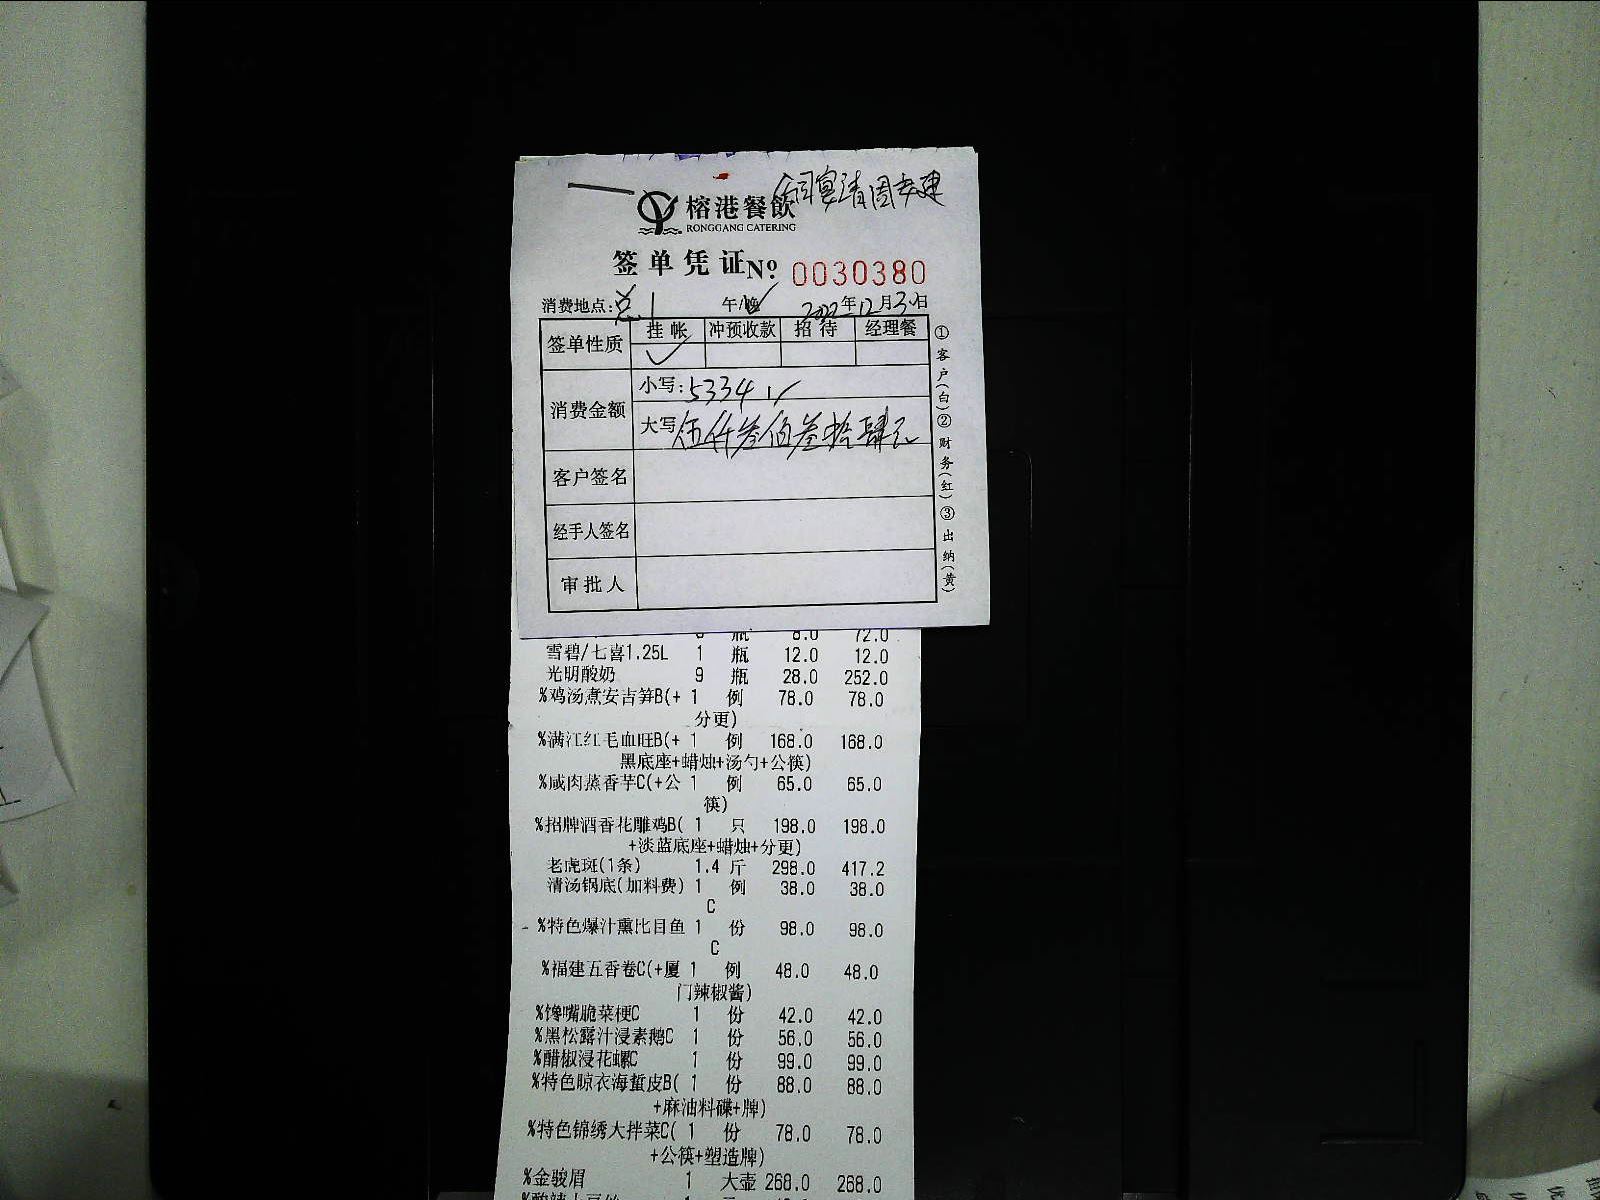 宴请周安建
榕港餐飲
RONGGANG CATERING
签单凭证 № 0030380
消费地点:总1 午/晚✓ 2022年12月30日
签单性质 挂帐 冲预收款 招待 经理餐
✓
消费金额 小写:5334
大写 伍仟叁佰叁拾肆元
客户签名
经手人签名
审批人
①客户(白)②财务(红)③出纳(黄)
瓶 8.0 72.0
雪碧/七喜1.25L 1 瓶 12.0 12.0
光明酸奶 9 瓶 28.0 252.0
%鸡汤煮安吉笋B(+ 1 例 78.0 78.0
分更)
%满江红毛血旺B(+ 1 例 168.0 168.0
黑底座+蜡烛+汤勺+公筷)
%咸肉蒸香芋C(+公 1 例 65.0 65.0
筷)
%招牌酒香花雕鸡B( 1 只 198.0 198.0
+淡蓝底座+蜡烛+分更)
老虎斑(1条) 1.4 斤 298.0 417.2
清汤锅底(加料费) 1 例 38.0 38.0
C
%特色爆汁熏比目鱼 1 份 98.0 98.0
C
%福建五香卷C(+厦 1 例 48.0 48.0
门辣椒酱)
%馋嘴脆菜梗C 1 份 42.0 42.0
%黑松露汁浸素鹅C 1 份 56.0 56.0
%醋椒浸花螺C 1 份 99.0 99.0
%特色晾衣海蜇皮B( 1 份 88.0 88.0
+麻油料碟+牌)
%特色锦绣大拌菜C( 1 份 78.0 78.0
+公筷+塑造牌)
%金骏眉 1 大壶 268.0 268.0